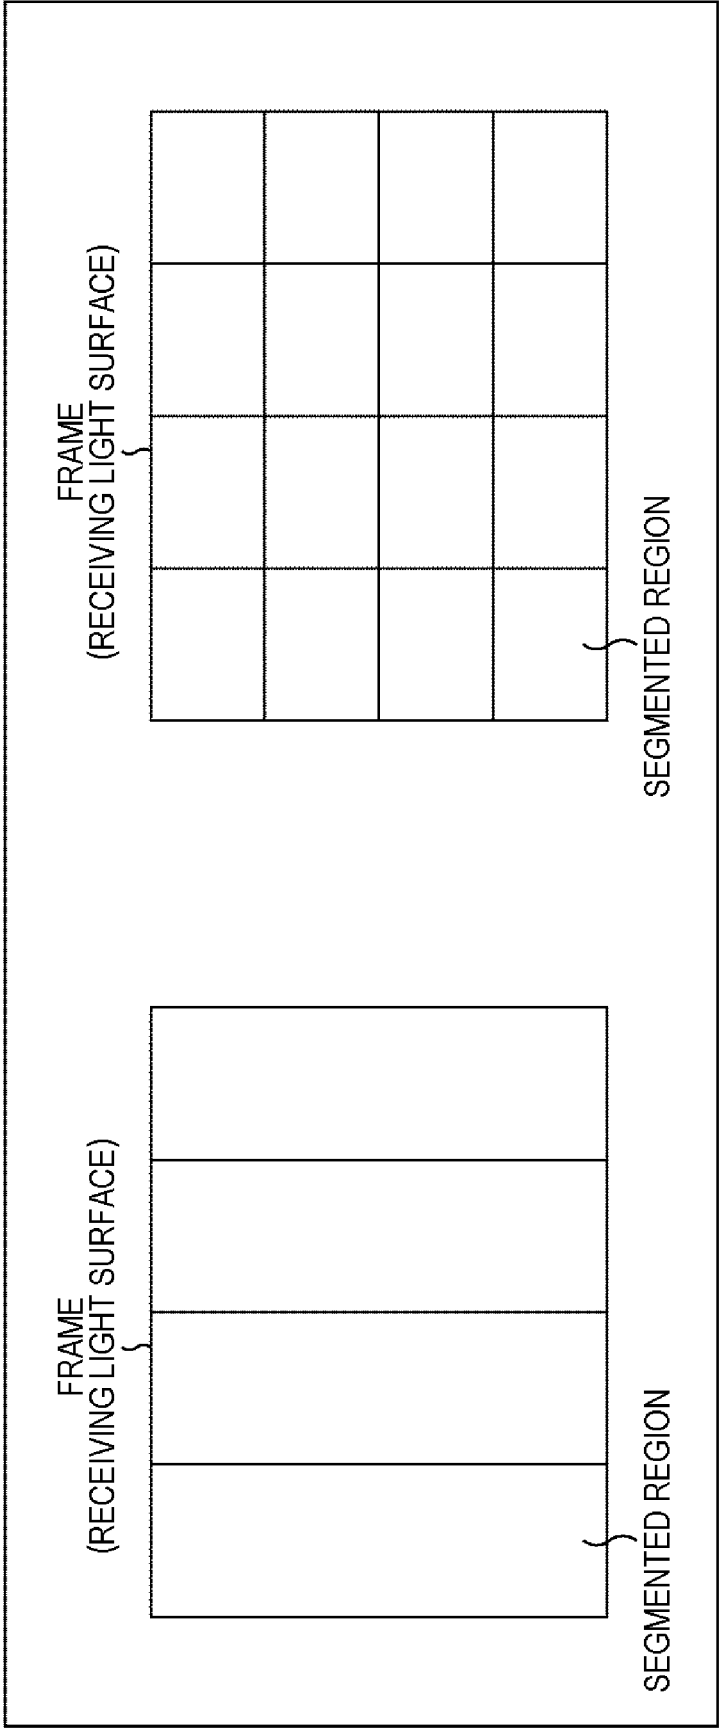 FRAME
(RECEIVING LIGHT SURFACE)
SEGMENTED REGION
FRAME
(RECEIVING LIGHT SURFACE)
SEGMENTED REGION